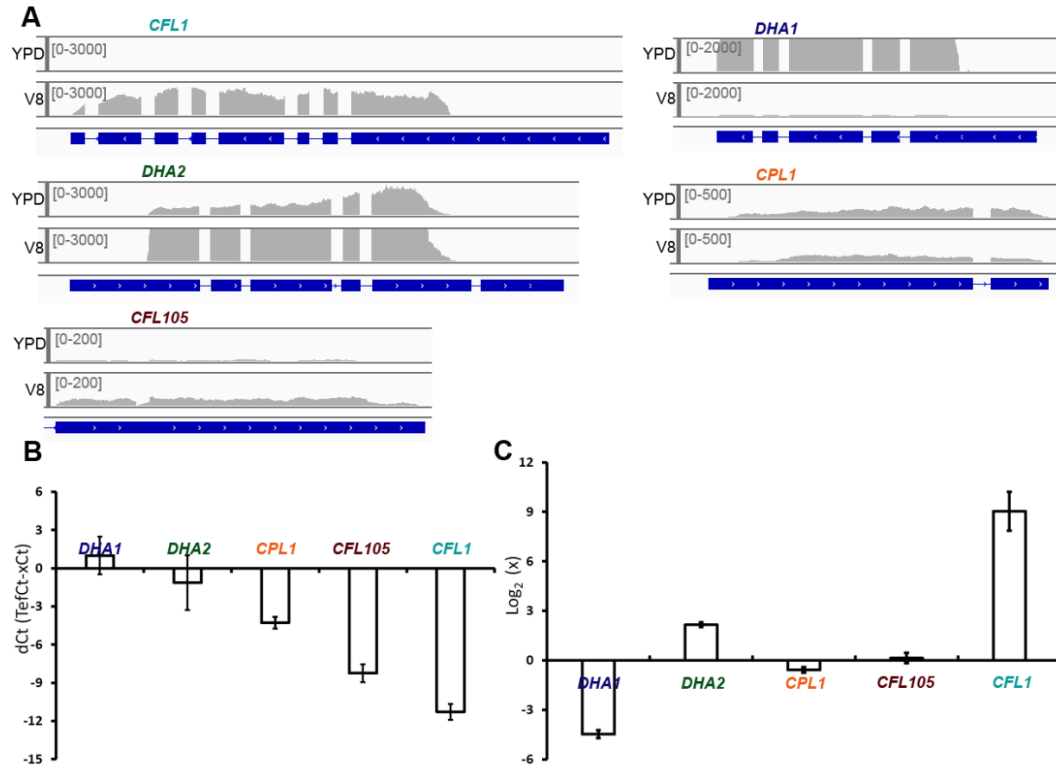 A
CFL1
YPD [0-3000]
V8 [0-3000]
DHA1
YPD [0-2000]
V8 [0-2000]
DHA2
YPD [0-3000]
V8 [0-3000]
CPL1
YPD [0-500]
V8 [0-500]
CFL105
YPD [0-200]
V8 [0-200]
B
dCt (TefCt-xCt)
6
3
0
-3
-6
-9
-12
-15
DHA1 DHA2 CPL1 CFL105 CFL1
C
Log₂ (x)
12
9
6
3
0
-3
-6
DHA1 DHA2 CPL1 CFL105 CFL1